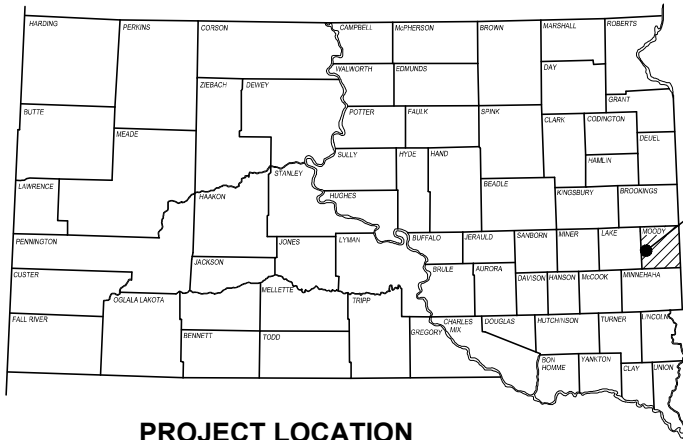 HARDING
PERKINS
CORSON
CAMPBELL
McPHERSON
BROWN
MARSHALL
ROBERTS
WALWORTH
EDMUNDS
DAY
ZIEBACH
DEWEY
GRANT
BUTTE
POTTER
FAULK
SPINK
CLARK
CODINGTON
MEADE
DEUEL
SULLY
HYDE
HAND
HAMLIN
STANLEY
LAWRENCE
HAAKON
HUGHES
BEADLE
KINGSBURY
BROOKINGS
PENNINGTON
JONES
LYMAN
BUFFALO
JERAULD
SANBORN
MINER
LAKE
MOODY
JACKSON
CUSTER
BRULE
AURORA
DAVISON
HANSON
McCOOK
MINNEHAHA
OGLALA LAKOTA
MELLETTE
TRIPP
FALL RIVER
BENNETT
TODD
GREGORY
CHARLES
MIX
DOUGLAS
HUTCHINSON
TURNER
LINCOLN
BON
HOMME
YANKTON
CLAY
UNION
PROJECT LOCATION